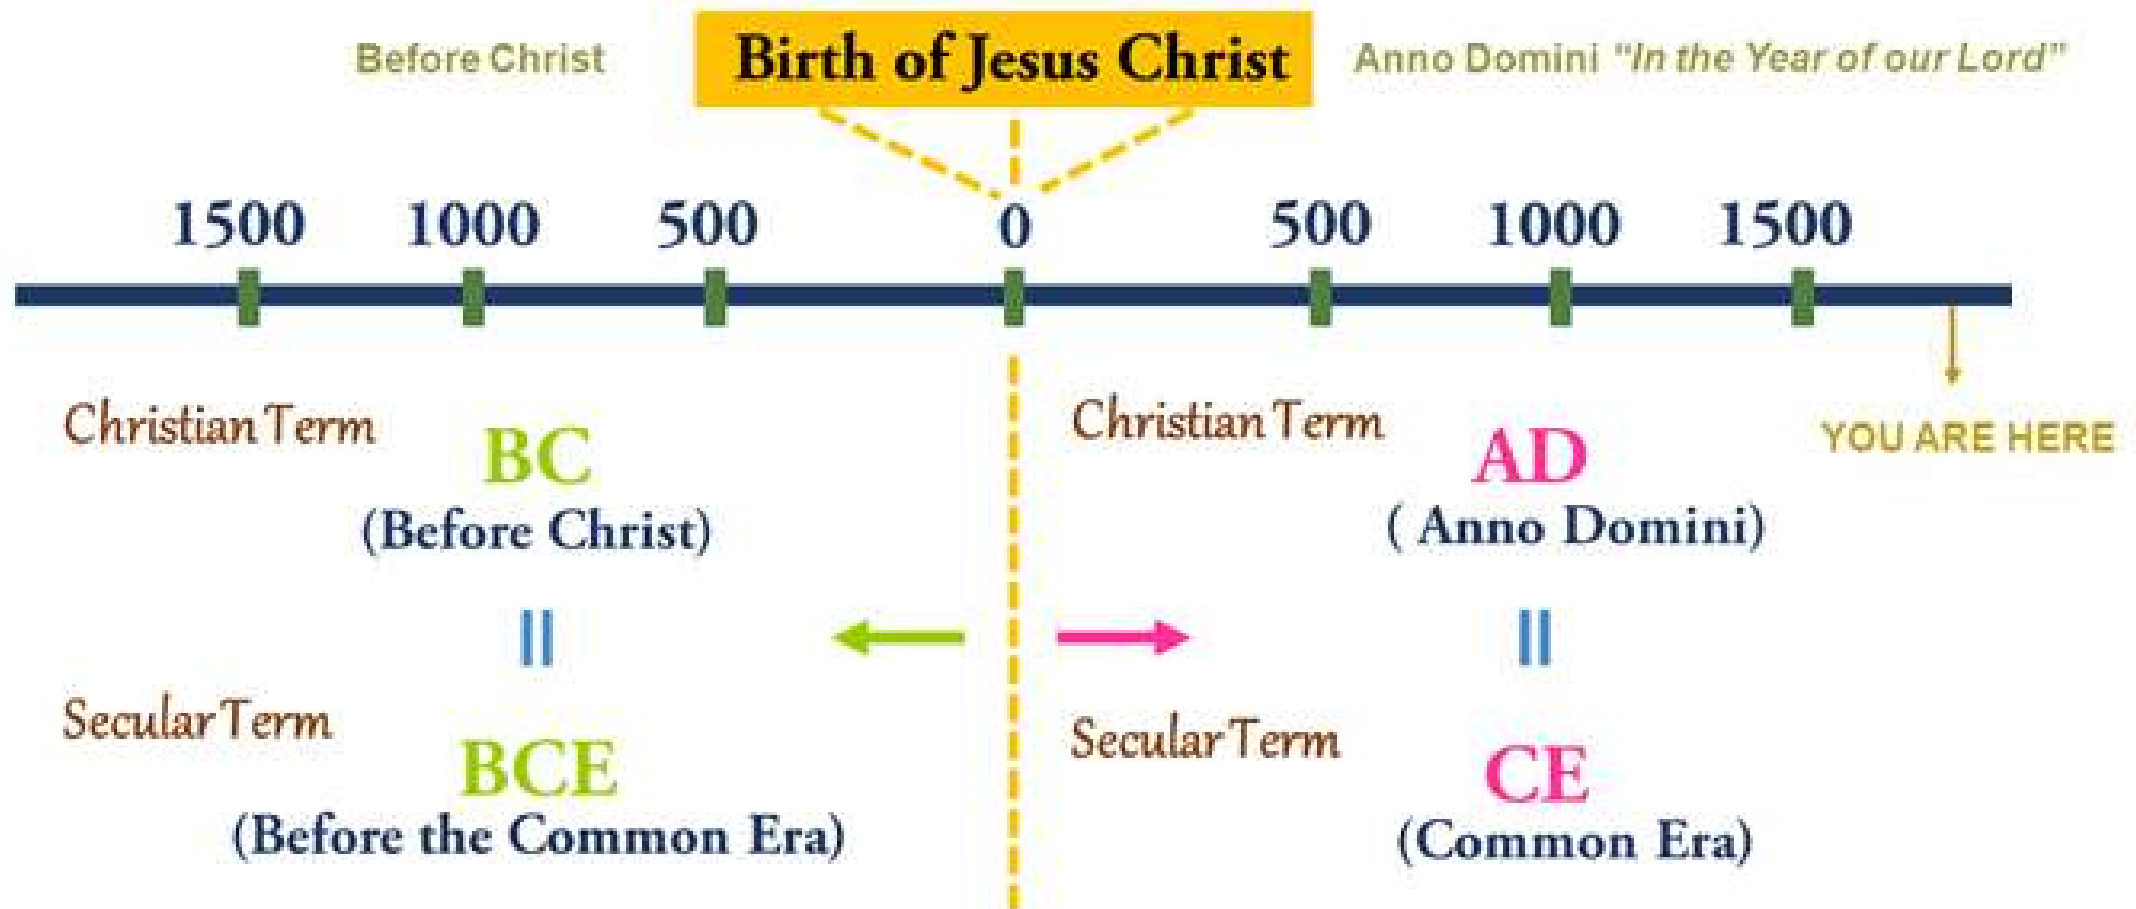 Before Christ
Birth of Jesus Christ
Anno Domini “In the Year of our Lord”
1500 1000 500 0 500 1000 1500
YOU ARE HERE
Christian Term
BC
(Before Christ)
Secular Term
BCE
(Before the Common Era)
Christian Term
AD
( Anno Domini)
Secular Term
CE
(Common Era)